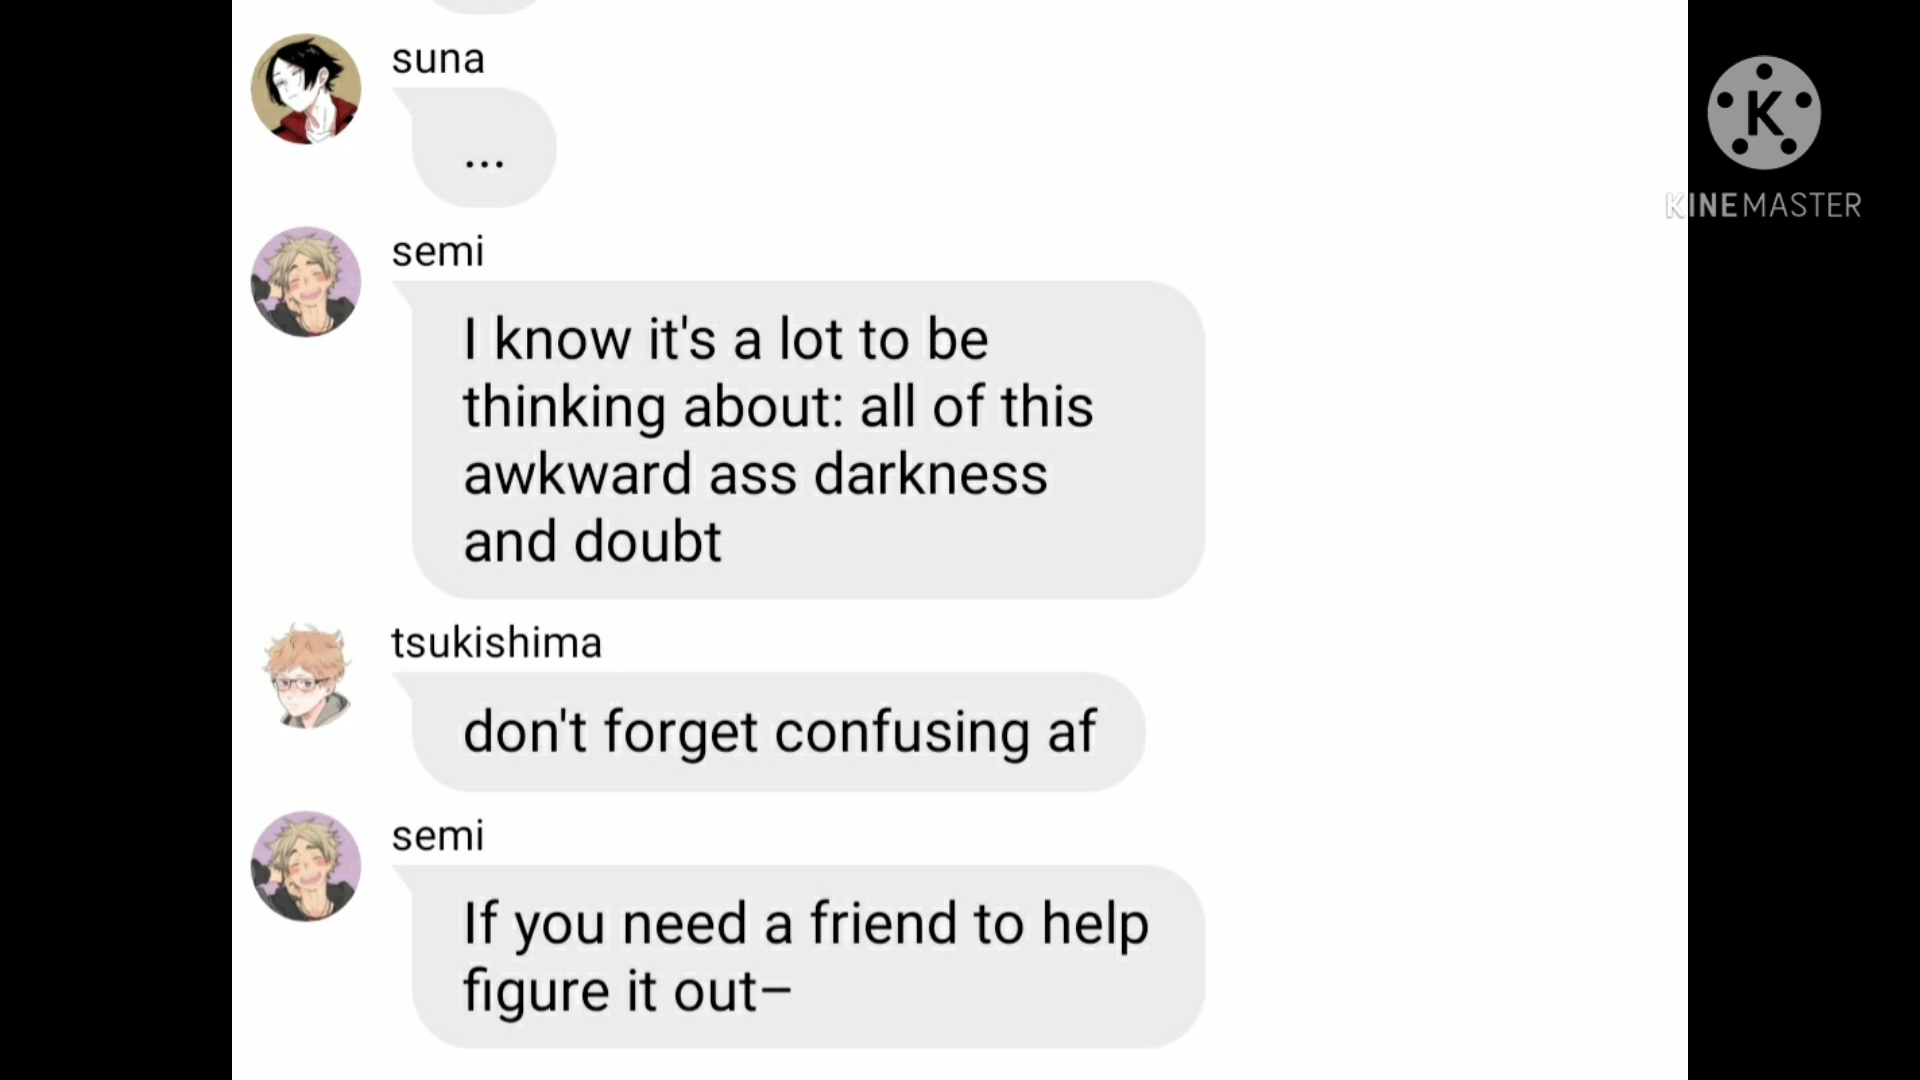 suna
...
semi
I know it's a lot to be
thinking about: all of this
awkward ass darkness
and doubt
tsukishima
don't forget confusing af
semi
If you need a friend to help
figure it out–
K
KINEMASTER